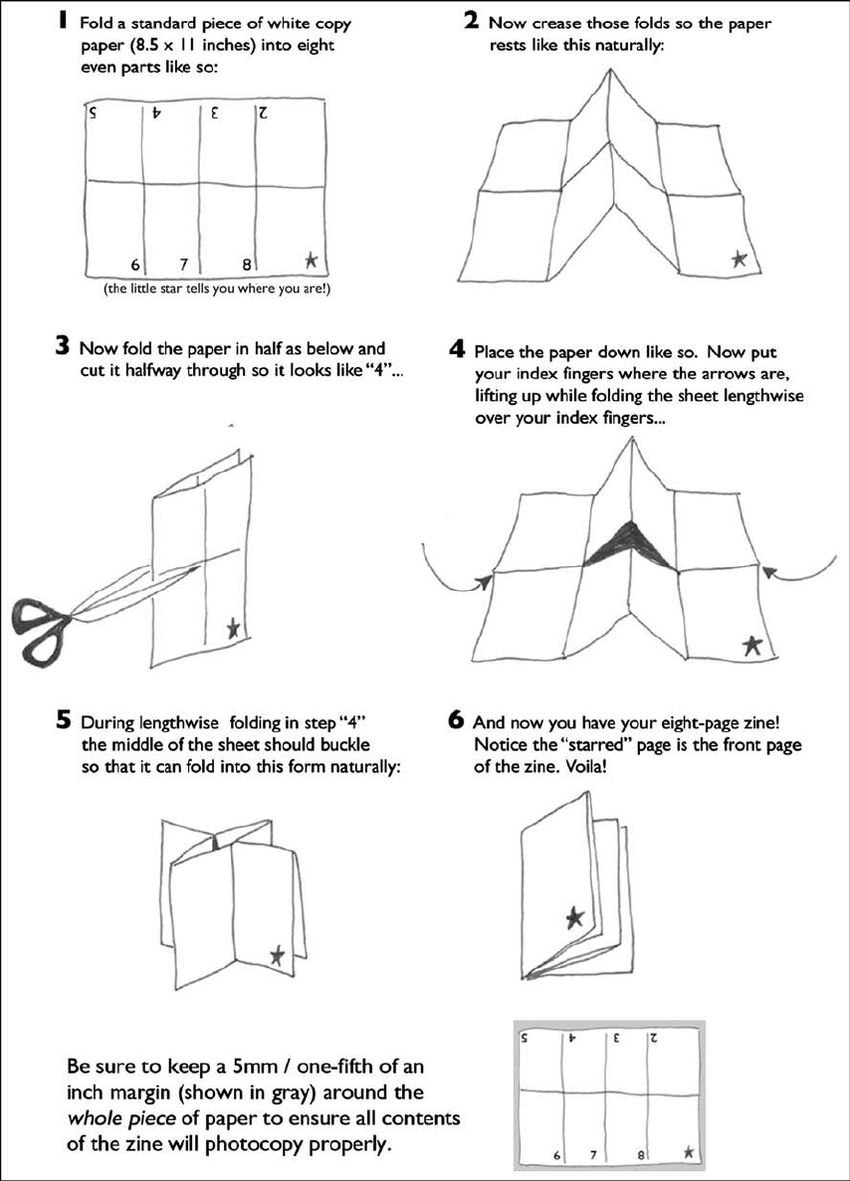 1 Fold a standard piece of white copy
paper (8.5 x 11 inches) into eight
even parts like so:
5 4 3 2
6 7 8
(the little star tells you where you are!)
2 Now crease those folds so the paper
rests like this naturally:
3 Now fold the paper in half as below and
cut it halfway through so it looks like “4”...
4 Place the paper down like so. Now put
your index fingers where the arrows are,
lifting up while folding the sheet lengthwise
over your index fingers...
5 During lengthwise folding in step “4”
the middle of the sheet should buckle
so that it can fold into this form naturally:
6 And now you have your eight-page zine!
Notice the “starred” page is the front page
of the zine. Voila!
Be sure to keep a 5mm / one-fifth of an
inch margin (shown in gray) around the
whole piece of paper to ensure all contents
of the zine will photocopy properly.
5 4 3 2
6 7 8